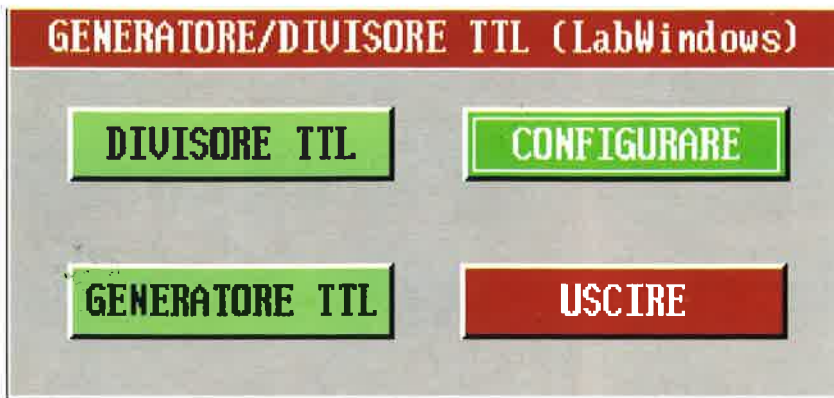 GENERATORE/DIVISORE TTL (LabWindows)
DIVISORE TTL
CONFIGURARE
GENERATORE TTL
USCIRE